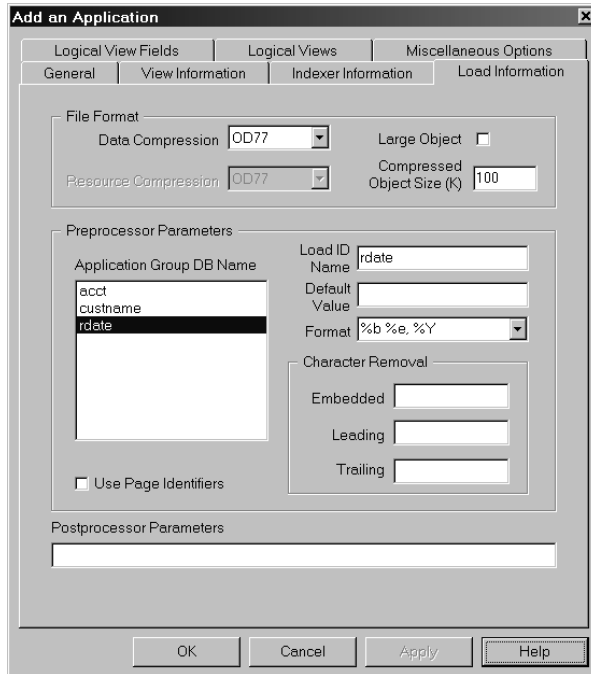 Add an Application
Logical View Fields
Logical Views
Miscellaneous Options
General
View Information
Indexer Information
Load Information
File Format
Data Compression OD77
Large Object
Resource Compression OD77
Compressed
Object Size (K) 100
Preprocessor Parameters
Application Group DB Name
acct
custname
rdate
Load ID
Name rdate
Default
Value
Format %b %e, %Y
Character Removal
Embedded
Leading
Trailing
Use Page Identifiers
Postprocessor Parameters
OK
Cancel
Apply
Help